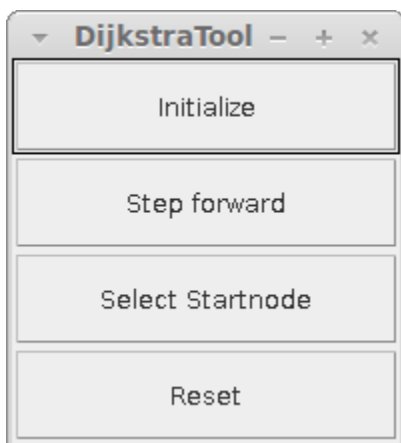 DijkstraTool
Initialize
Step forward
Select Startnode
Reset